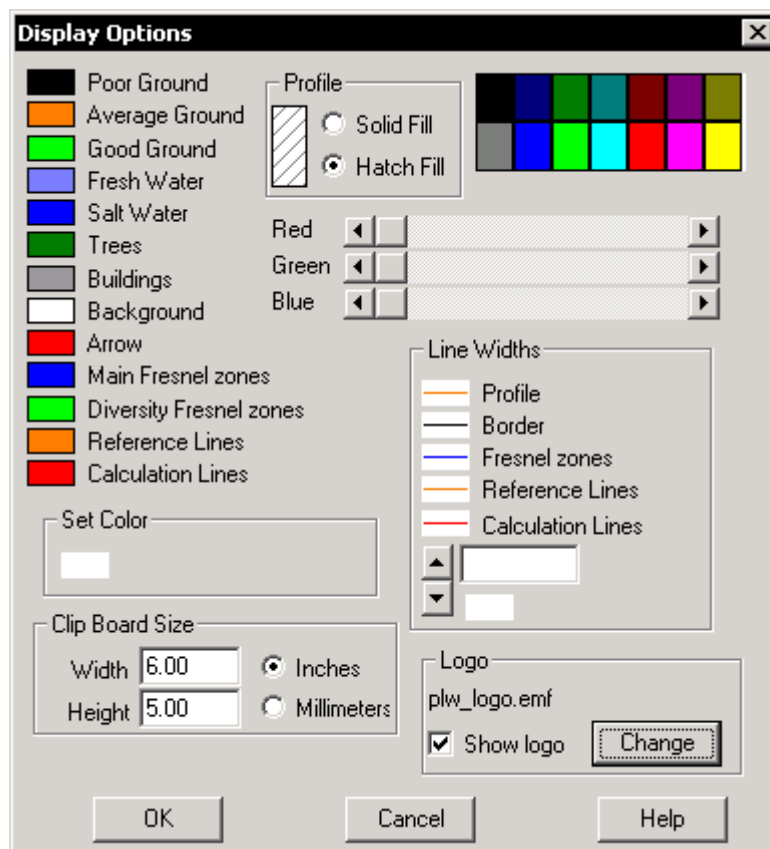 Display Options
Poor Ground
Average Ground
Good Ground
Fresh Water
Salt Water
Trees
Buildings
Background
Arrow
Main Fresnel zones
Diversity Fresnel zones
Reference Lines
Calculation Lines
Profile
Solid Fill
Hatch Fill
Red
Green
Blue
Line Widths
Profile
Border
Fresnel zones
Reference Lines
Calculation Lines
Set Color
Clip Board Size
Width 6.00 Inches
Height 5.00 Millimeters
Logo
plw_logo.emf
Show logo Change
OK Cancel Help